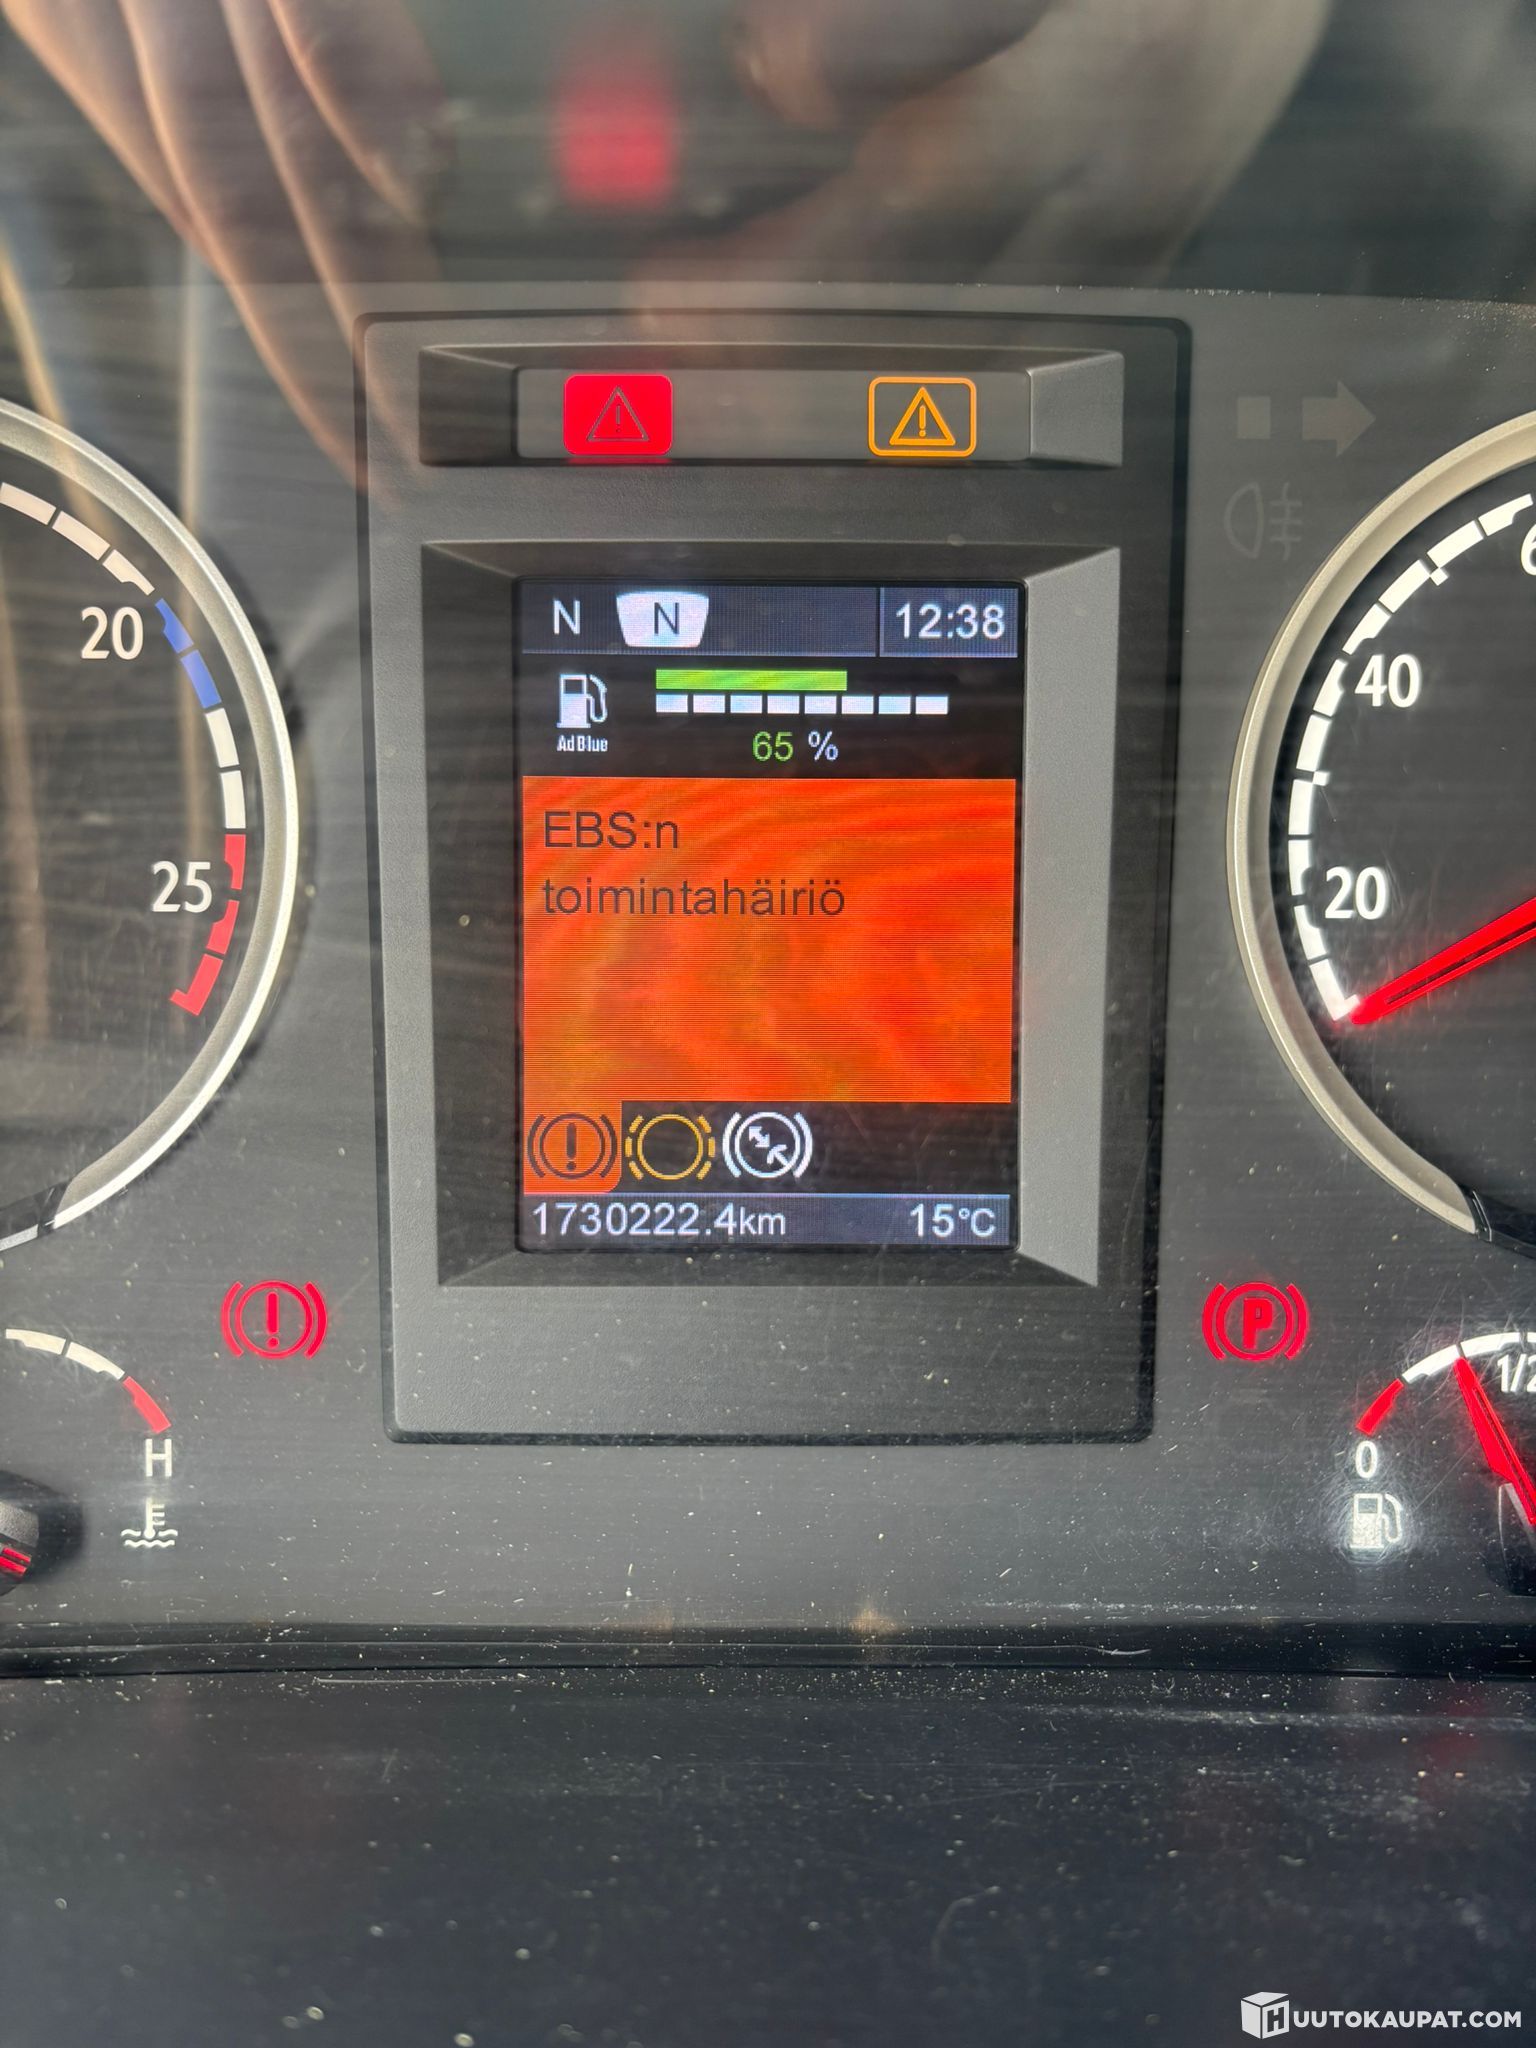 N N 12:38
AdBlue
65 %
EBS:n
toimintahäiriö
1730222.4km 15°C
20
25
40
20
P
H
0
1/2
HUUTOKAUPAT.COM